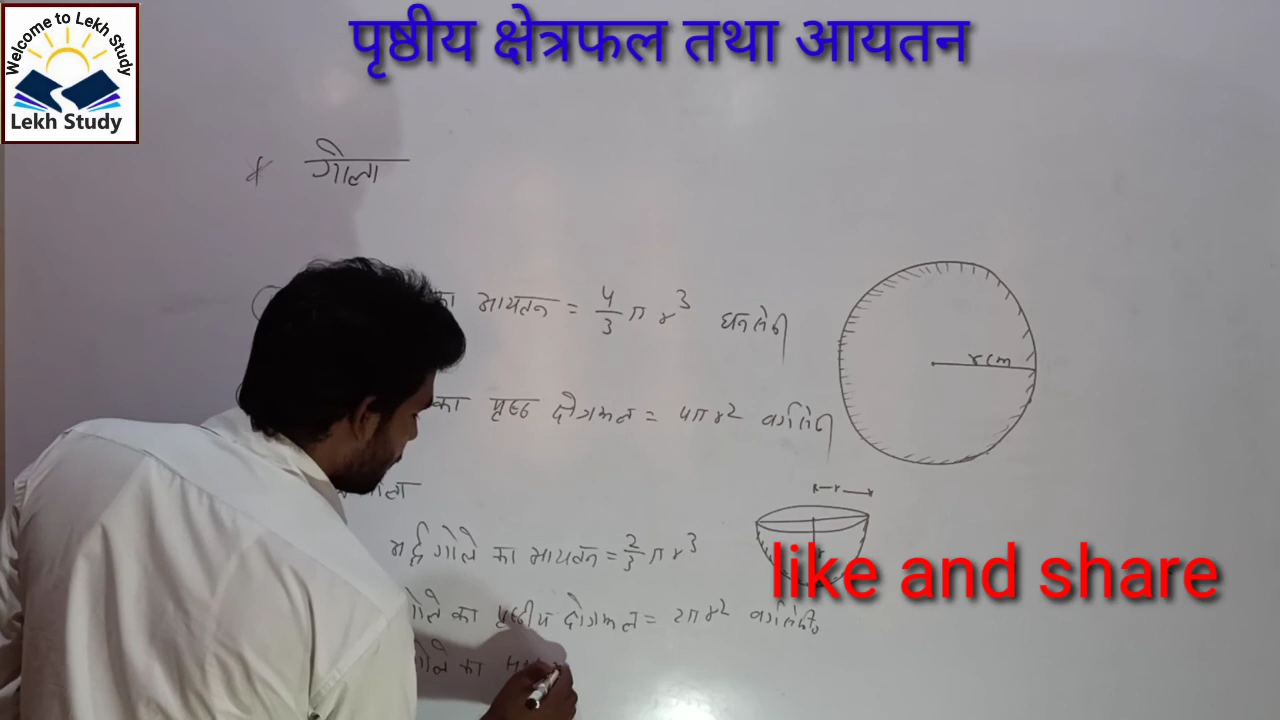 Welcome to Lekh Study
Lekh Study
पृष्ठीय क्षेत्रफल तथा आयतन
* गोला
का आयतन = 4/3 π r³ घन सेमी
r cm
का पृष्ठ क्षेत्रफल = 4πr² वर्ग सेमी
गोला
r
अर्द्ध गोले का आयतन = 2/3 π r³
like and share
गोले का पृष्ठीय क्षेत्रफल = 2πr² वर्ग सेमी.
गोले का